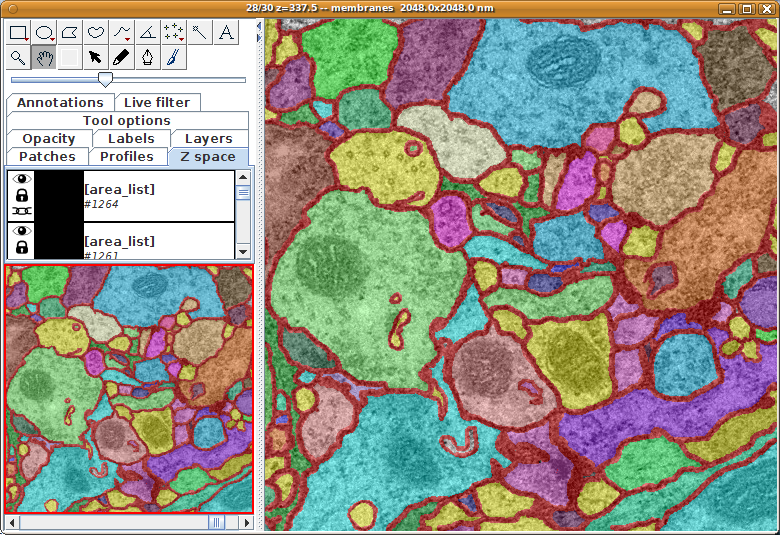 28/30 z=337.5 -- membranes 2048.0x2048.0 nm
A
Annotations Live filter
Tool options
Opacity Labels Layers
Patches Profiles Z space
[area_list]
#1264
[area_list]
#1261